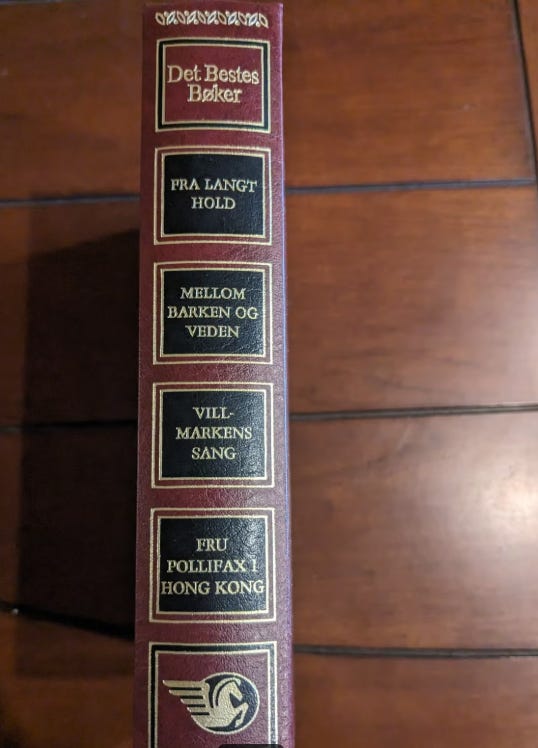 Det Bestes
Bøker
FRA LANGT
HOLD
MELLOM
BARKEN OG
VEDEN
VILL-
MARKENS
SANG
FRU
POLLIFAX I
HONG KONG